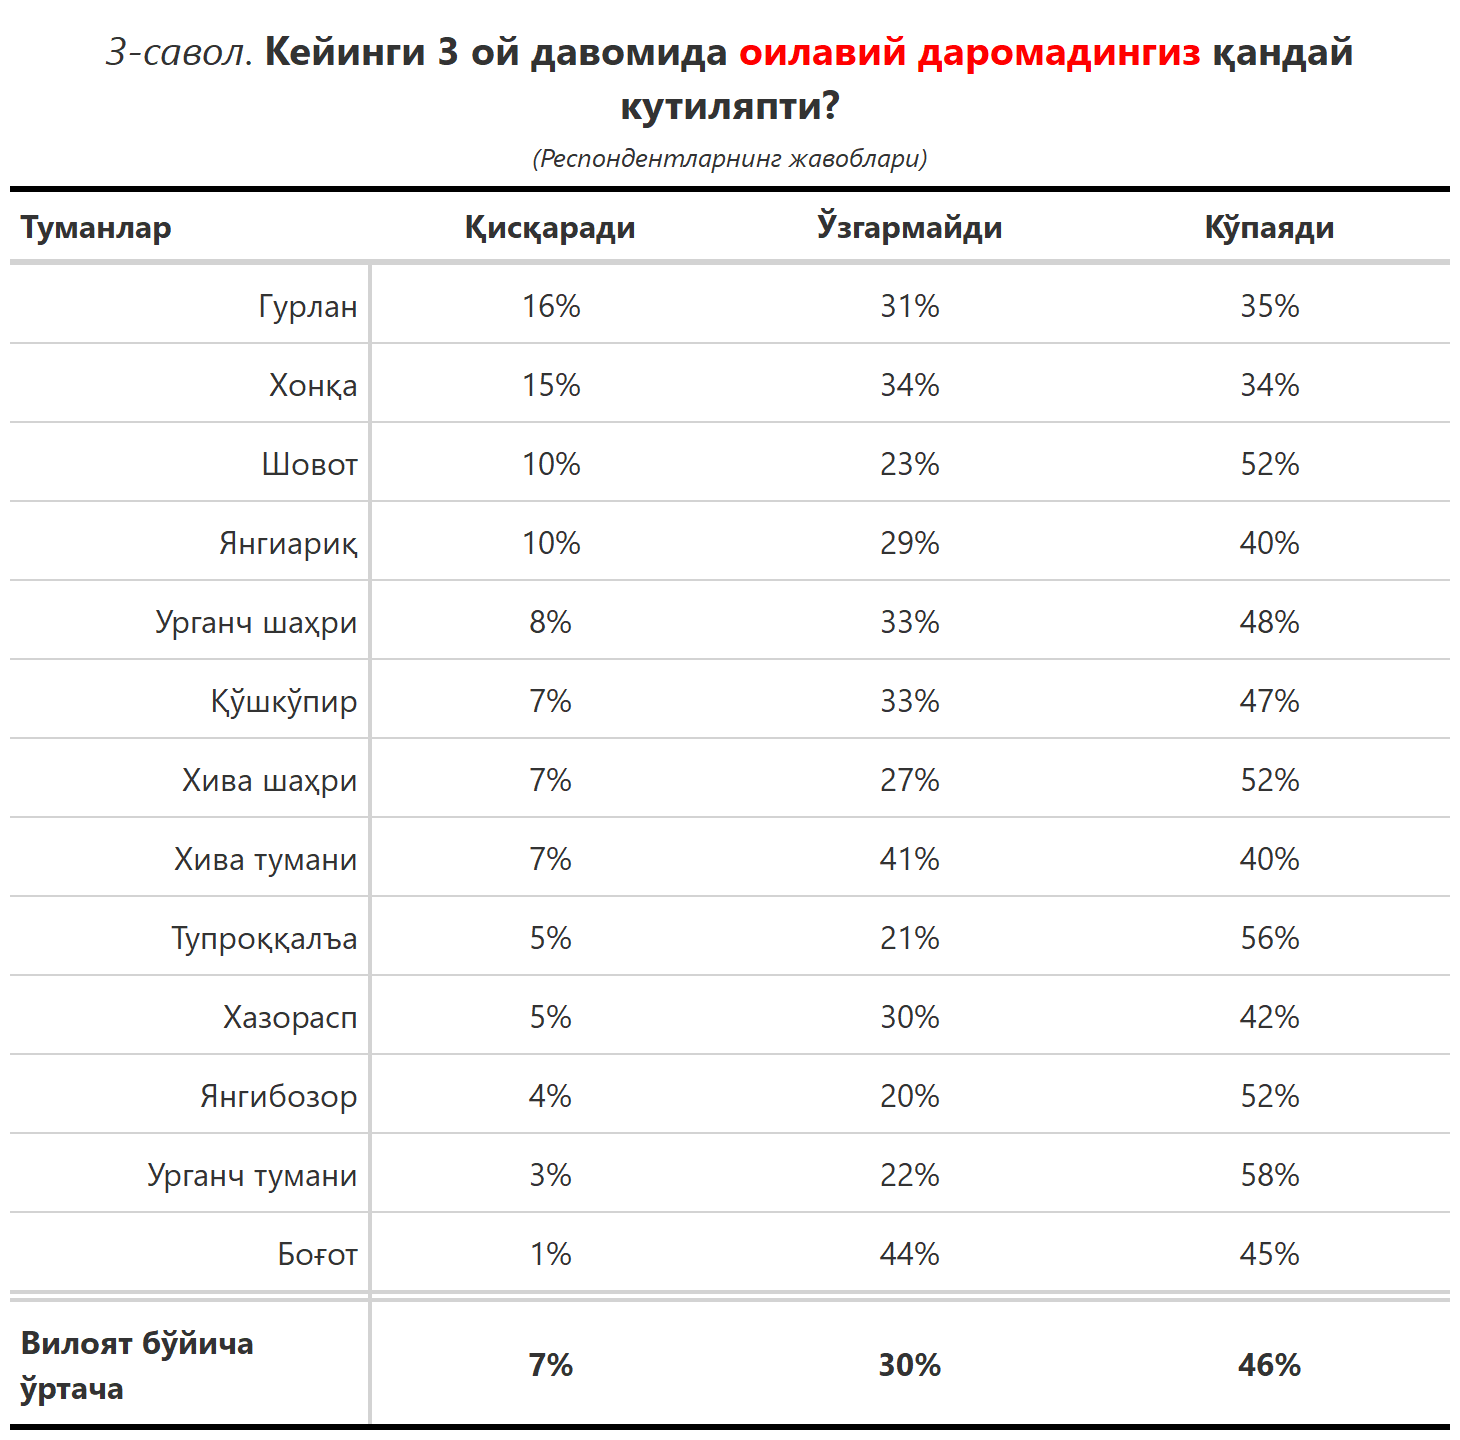 3-савол. Кейинги 3 ой давомида оилавий даромадингиз қандай
кутиляпти?
(Респондентларнинг жавоблари)
Туманлар Қисқаради Ўзгармайди Кўпаяди
Гурлан 16% 31% 35%
Хонқа 15% 34% 34%
Шовот 10% 23% 52%
Янгиариқ 10% 29% 40%
Урганч шаҳри 8% 33% 48%
Қўшкўпир 7% 33% 47%
Хива шаҳри 7% 27% 52%
Хива тумани 7% 41% 40%
Тупроққалъа 5% 21% 56%
Хазорасп 5% 30% 42%
Янгибозор 4% 20% 52%
Урганч тумани 3% 22% 58%
Боғот 1% 44% 45%
Вилоят бўйича
ўртача 7% 30% 46%